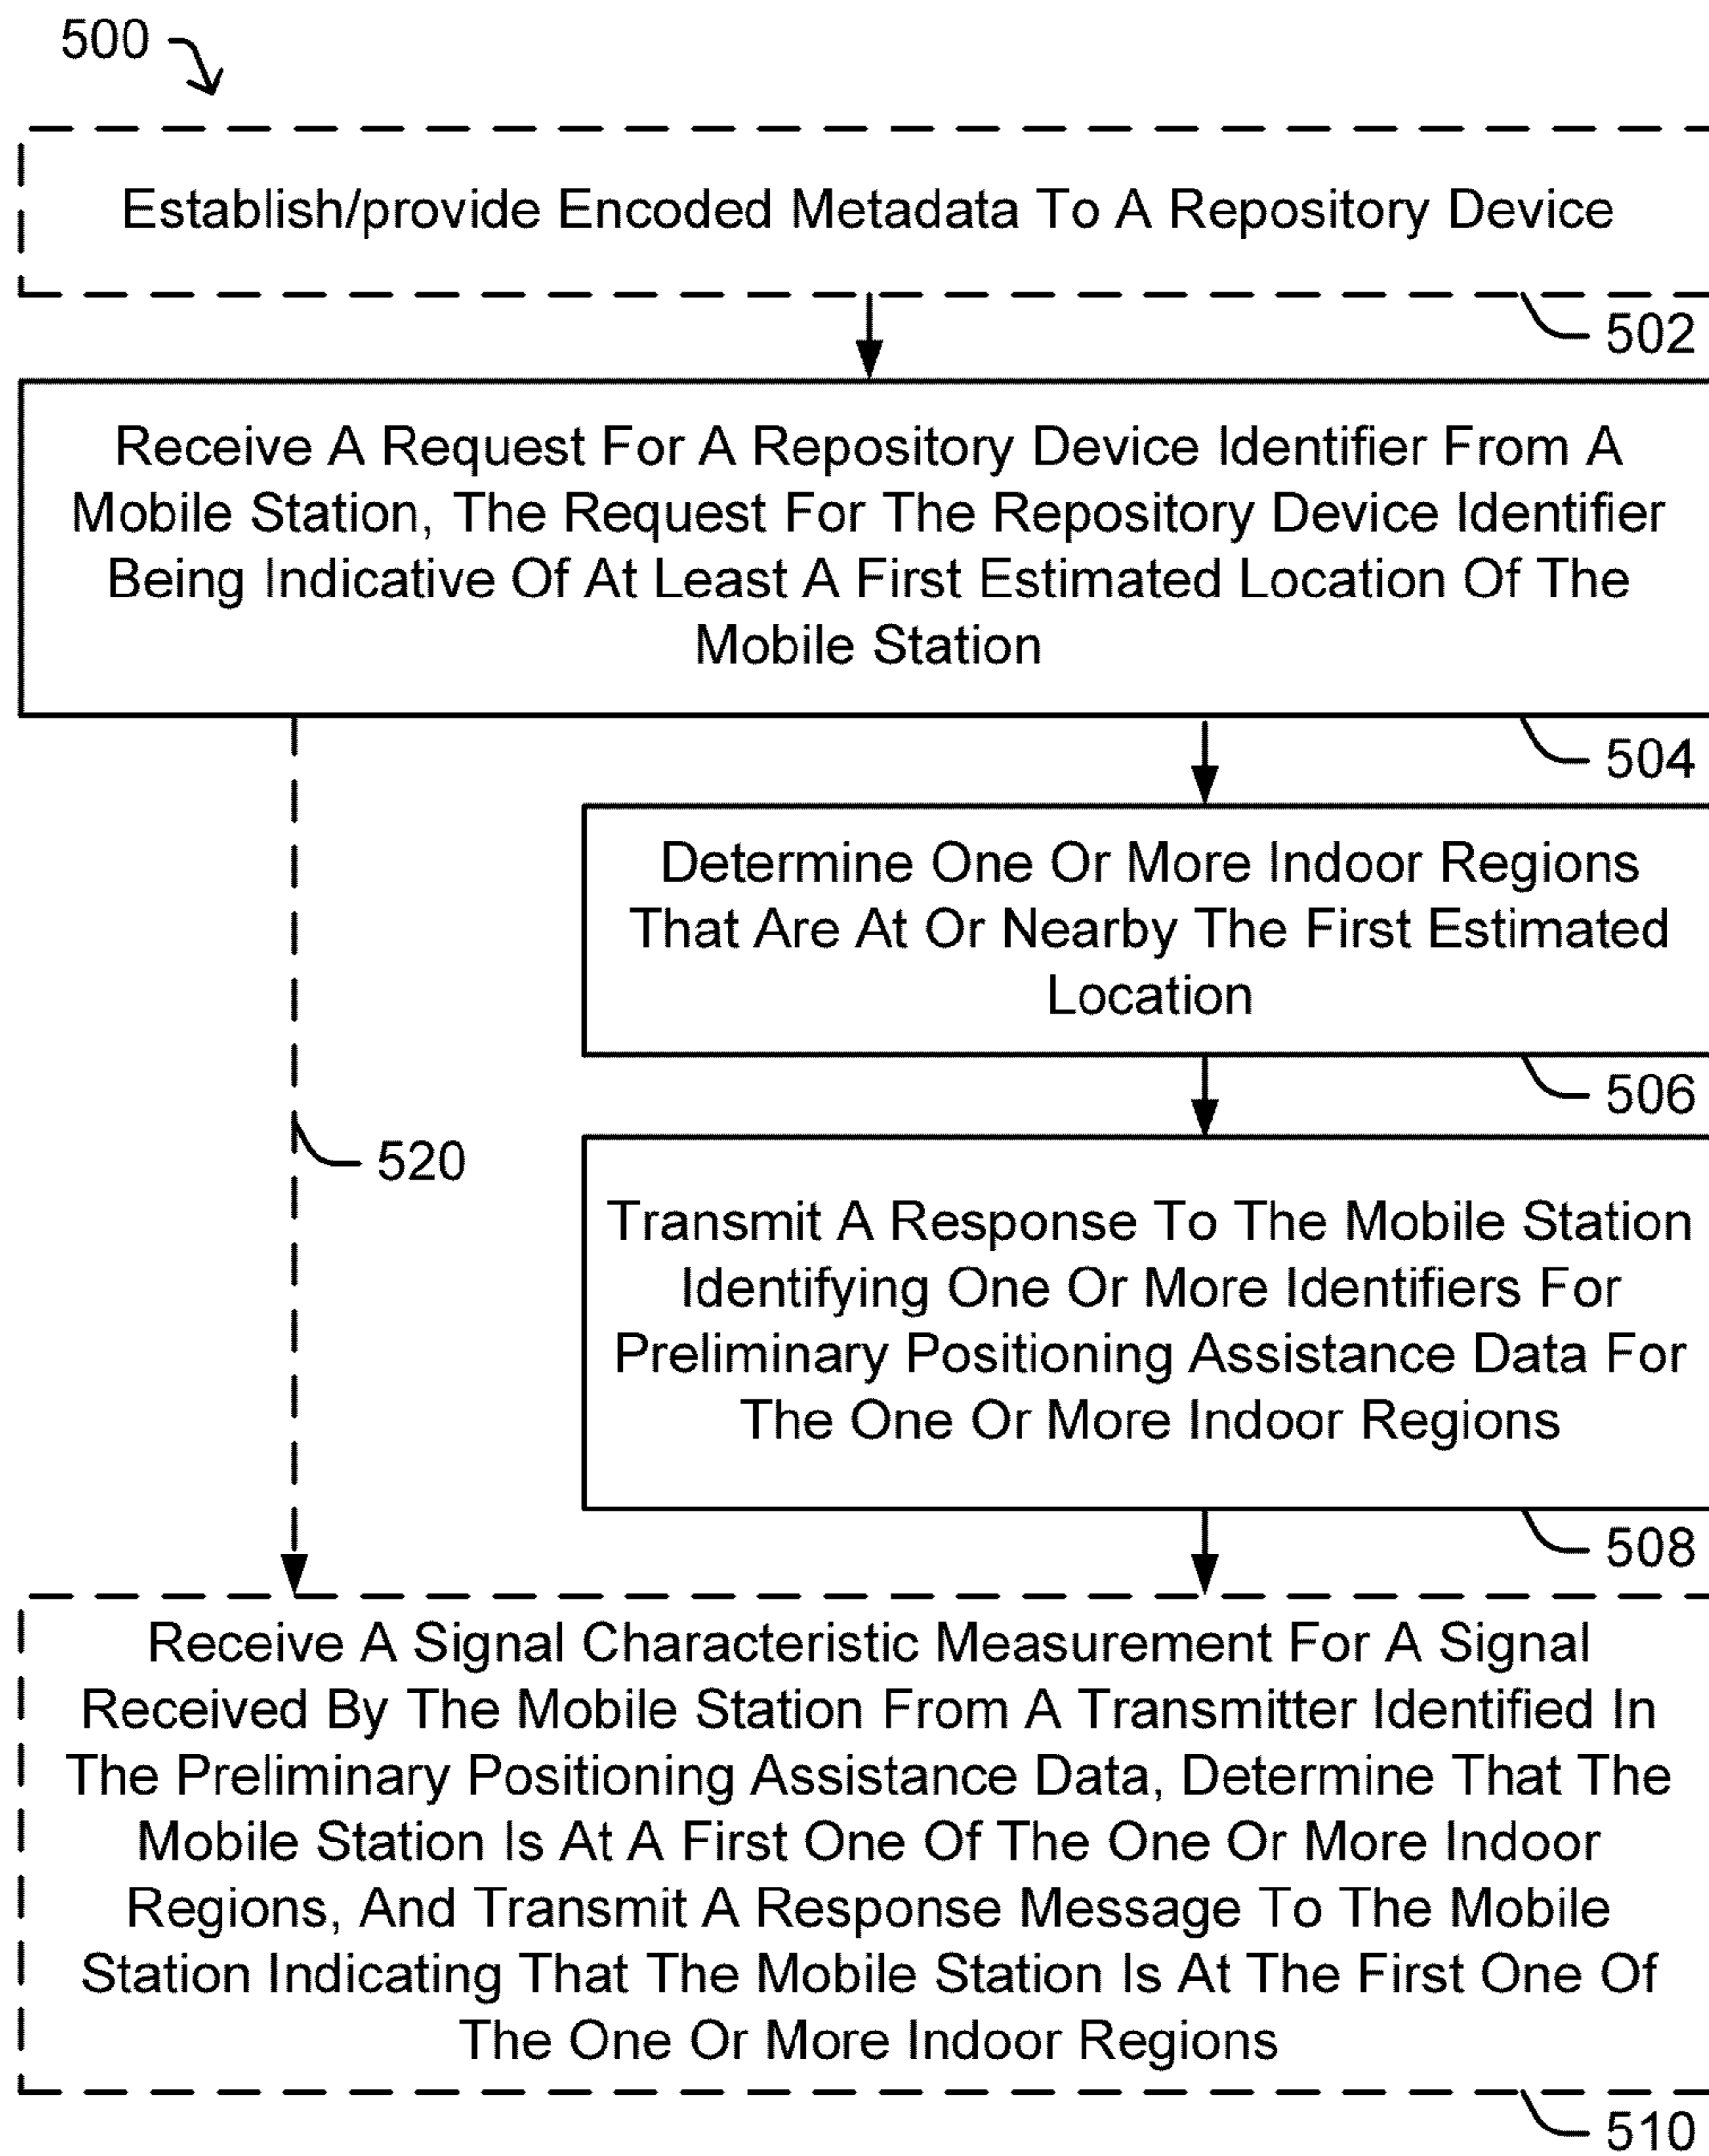 500
Establish/provide Encoded Metadata To A Repository Device
502
Receive A Request For A Repository Device Identifier From A
Mobile Station, The Request For The Repository Device Identifier
Being Indicative Of At Least A First Estimated Location Of The
Mobile Station
504
Determine One Or More Indoor Regions
That Are At Or Nearby The First Estimated
Location
506
520
Transmit A Response To The Mobile Station
Identifying One Or More Identifiers For
Preliminary Positioning Assistance Data For
The One Or More Indoor Regions
508
Receive A Signal Characteristic Measurement For A Signal
Received By The Mobile Station From A Transmitter Identified In
The Preliminary Positioning Assistance Data, Determine That The
Mobile Station Is At A First One Of The One Or More Indoor
Regions, And Transmit A Response Message To The Mobile
Station Indicating That The Mobile Station Is At The First One Of
The One Or More Indoor Regions
510